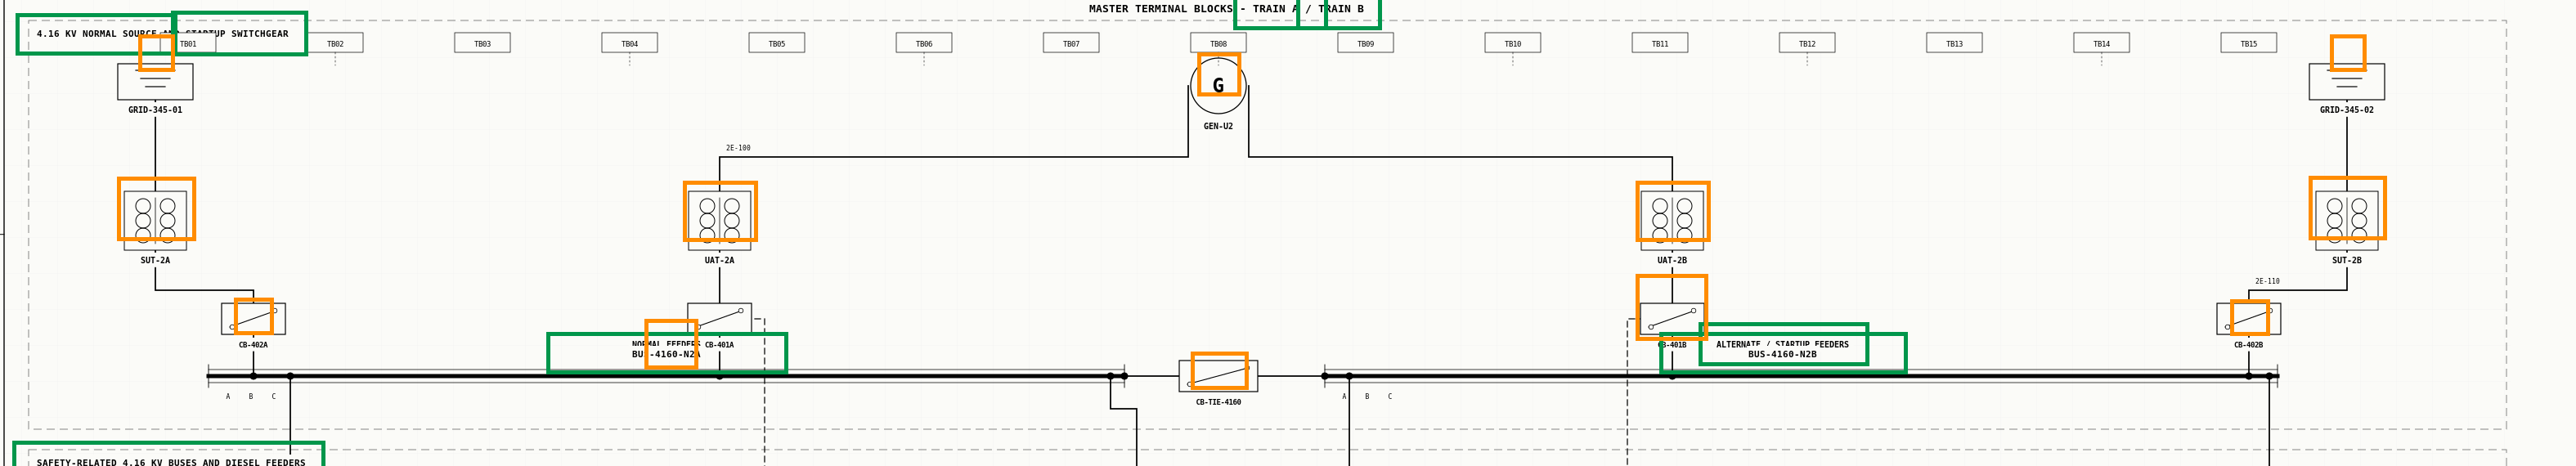 MASTER TERMINAL BLOCKS - TRAIN A / TRAIN B
4.16 KV NORMAL SOURCE AND STARTUP SWITCHGEAR
TB01 TB02 TB03 TB04 TB05 TB06 TB07 TB08 TB09 TB10 TB11 TB12 TB13 TB14 TB15
G
GRID-345-01 GRID-345-02
GEN-U2
2E-100
SUT-2A UAT-2A UAT-2B SUT-2B
2E-110
NORMAL FEEDERS CB-401A
CB-402A CB-401B ALTERNATE / STARTUP FEEDERS CB-402B
BUS-4160-N2A BUS-4160-N2B
A B C A B C
CB-TIE-4160
SAFETY-RELATED 4.16 KV BUSES AND DIESEL FEEDERS